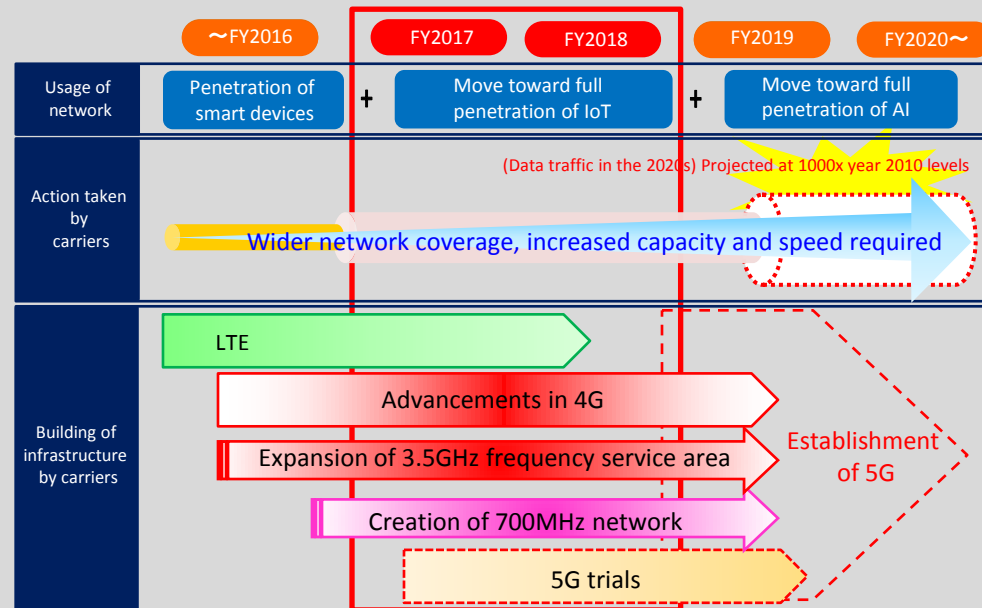 〜FY2016
FY2017
FY2018
FY2019
FY2020〜
Usage of
network
Penetration of
smart devices
+
Move toward full
penetration of IoT
+
Move toward full
penetration of AI
Action taken
by
carriers
(Data traffic in the 2020s) Projected at 1000x year 2010 levels
Wider network coverage, increased capacity and speed required
Building of
infrastructure
by carriers
LTE
Advancements in 4G
Expansion of 3.5GHz frequency service area
Creation of 700MHz network
5G trials
Establishment
of 5G